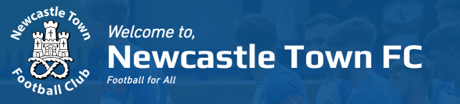 Newcastle Town
Football Club
Welcome to,
Newcastle Town FC
Football for All